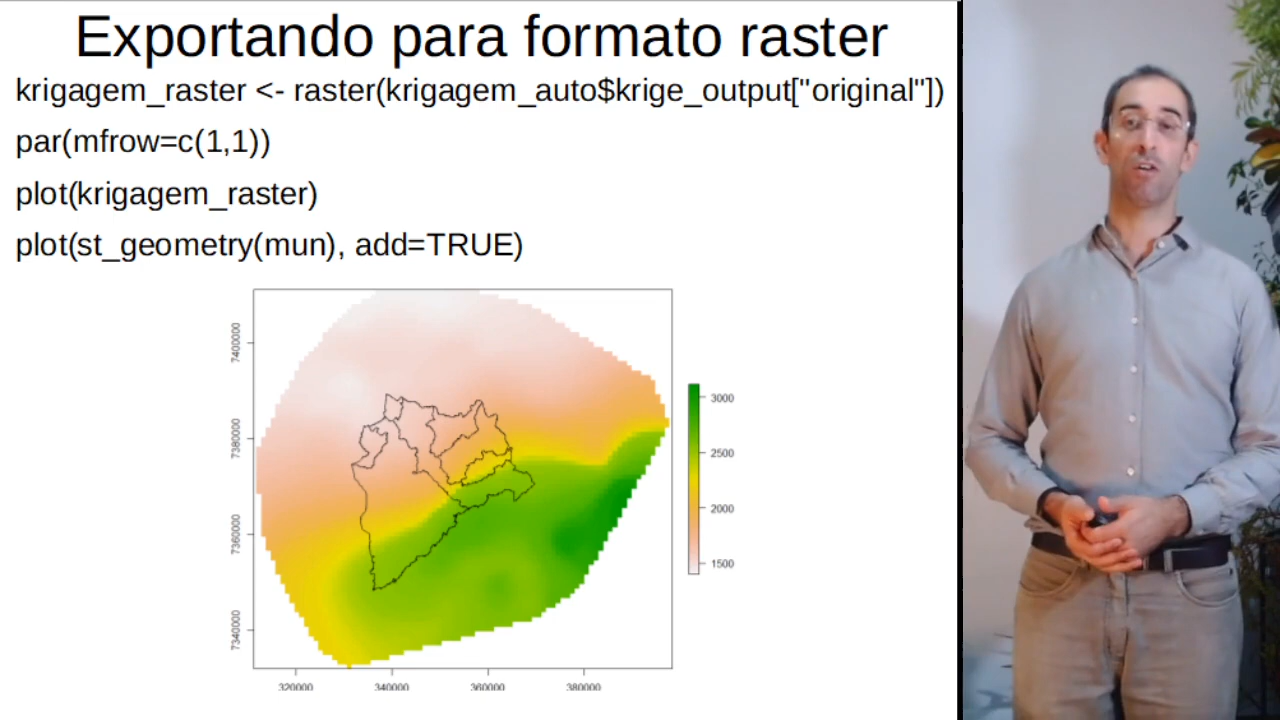 Exportando para formato raster
krigagem_raster <- raster(krigagem_auto$krige_output["original"])
par(mfrow=c(1,1))
plot(krigagem_raster)
plot(st_geometry(mun), add=TRUE)
7400000
7380000
7360000
7340000
3000
2500
2000
1500
320000 340000 360000 380000